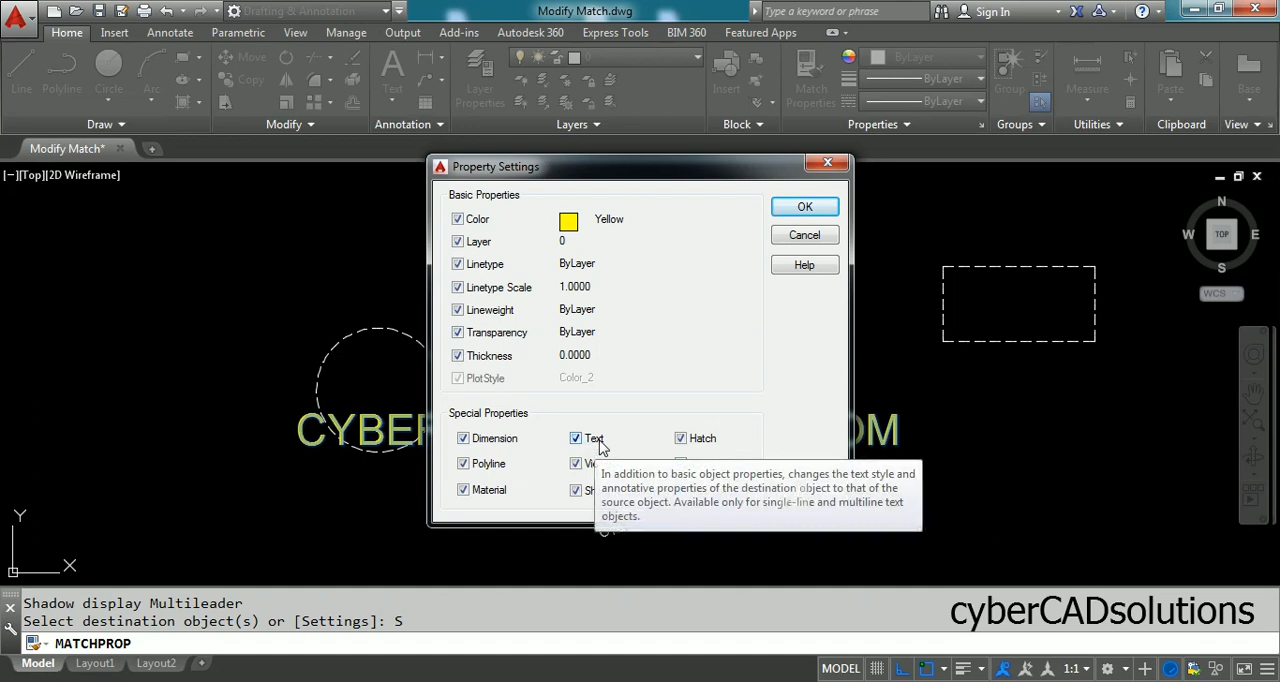 Drafting & Annotation
Modify Match.dwg
Type a keyword or phrase
Sign In
Home Insert Annotate Parametric View Manage Output Add-ins Autodesk 360 Express Tools BIM 360 Featured Apps
Move
Copy
ByLayer
ByLayer
ByLayer
Line Polyline Circle Arc Text Layer Properties Insert Match Properties Group Measure Paste Base
Draw Modify Annotation Layers Block Properties Groups Utilities Clipboard View
Modify Match*
[−][Top][2D Wireframe]
Property Settings
Basic Properties
OK
Color Yellow
Cancel
Layer 0
Linetype ByLayer
Help
Linetype Scale 1.0000
Lineweight ByLayer
Transparency ByLayer
Thickness 0.0000
PlotStyle Color_2
Special Properties
Dimension Text Hatch
Polyline
Material
In addition to basic object properties, changes the text style and
annotative properties of the destination object to that of the
source object. Available only for single-line and multiline text
objects.
N
W TOP E
S
WCS
CYBER
OM
Y
X
Shadow display Multileader
Select destination object(s) or [Settings]: S
MATCHPROP
cyberCADsolutions
Model Layout1 Layout2
MODEL 1:1